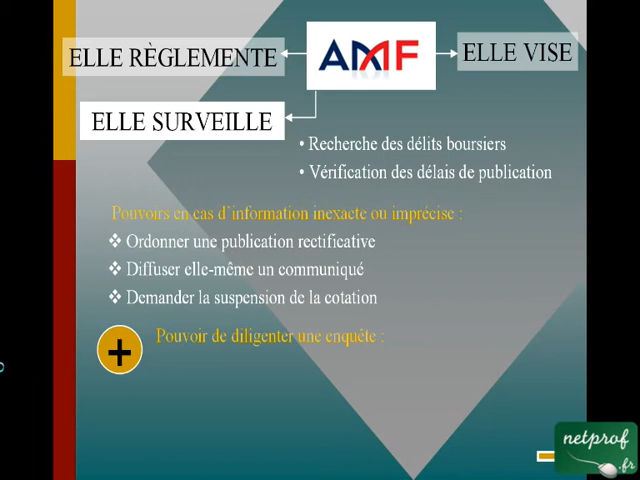 AMF
ELLE RÈGLEMENTE
ELLE VISE
ELLE SURVEILLE
• Recherche des délits boursiers
• Vérification des délais de publication
Pouvoirs en cas d'information inexacte ou imprécise :
❖ Ordonner une publication rectificative
❖ Diffuser elle-même un communiqué
❖ Demander la suspension de la cotation
+
Pouvoir de diligenter une enquête :
netprof
.fr